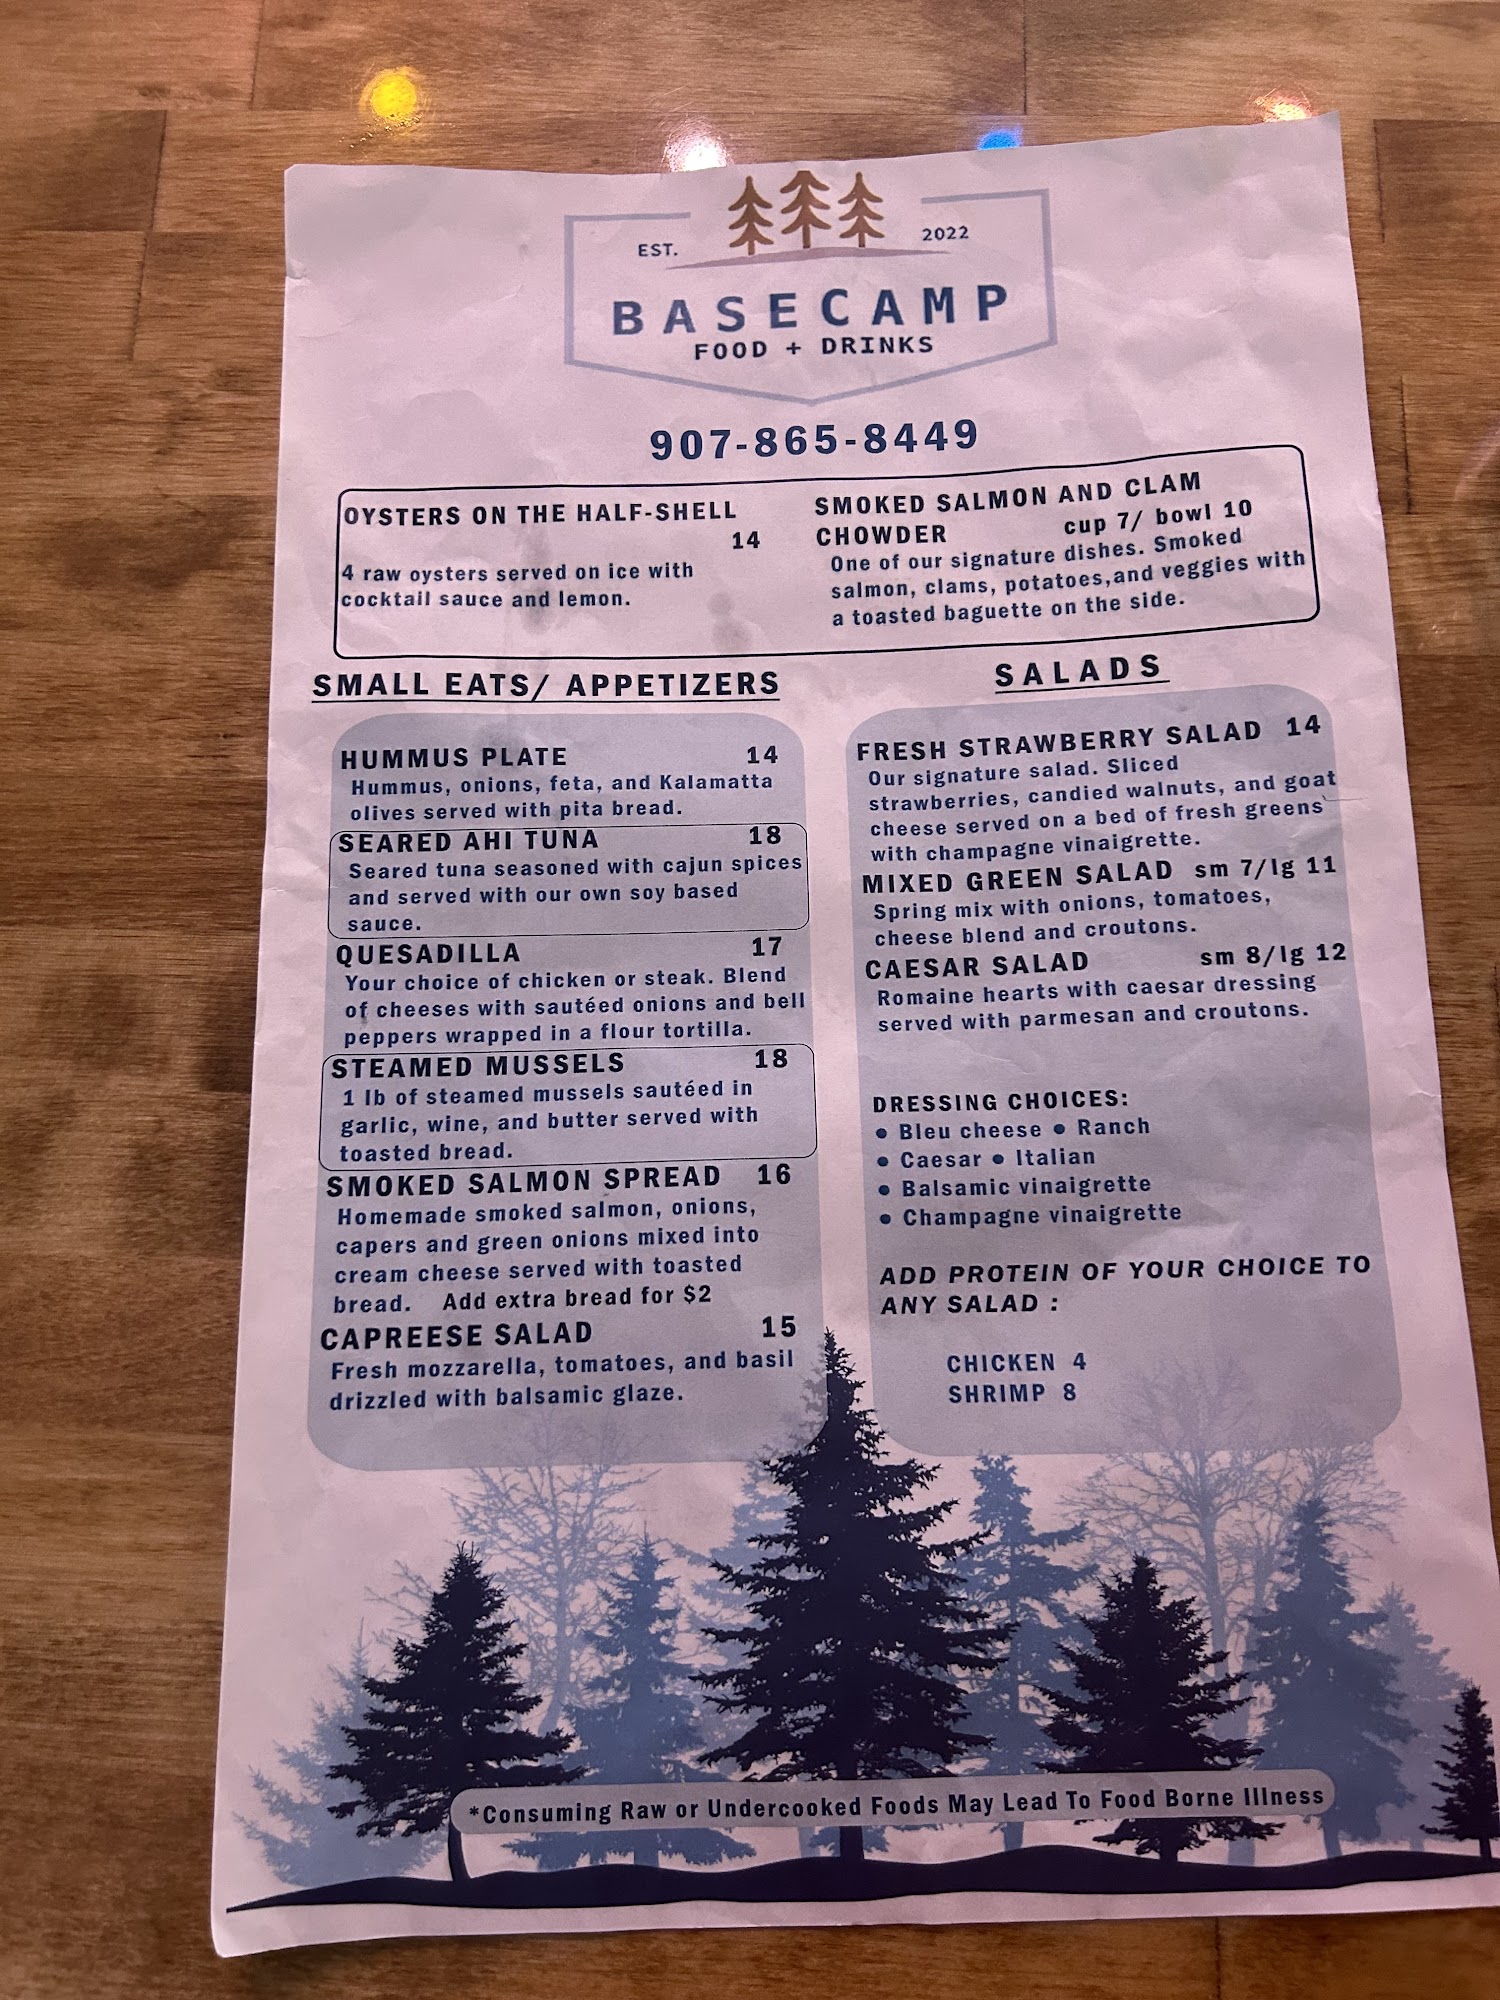 EST. 2022
BASECAMP
FOOD + DRINKS
907-865-8449
OYSTERS ON THE HALF-SHELL
14
4 raw oysters served on ice with
cocktail sauce and lemon.
SMOKED SALMON AND CLAM
CHOWDER cup 7/ bowl 10
One of our signature dishes. Smoked
salmon, clams, potatoes,and veggies with
a toasted baguette on the side.
SMALL EATS/ APPETIZERS
HUMMUS PLATE 14
Hummus, onions, feta, and Kalamatta
olives served with pita bread.
SEARED AHI TUNA 18
Seared tuna seasoned with cajun spices
and served with our own soy based
sauce.
QUESADILLA 17
Your choice of chicken or steak. Blend
of cheeses with sautéed onions and bell
peppers wrapped in a flour tortilla.
STEAMED MUSSELS 18
1 lb of steamed mussels sautéed in
garlic, wine, and butter served with
toasted bread.
SMOKED SALMON SPREAD 16
Homemade smoked salmon, onions,
capers and green onions mixed into
cream cheese served with toasted
bread. Add extra bread for $2
CAPREESE SALAD 15
Fresh mozzarella, tomatoes, and basil
drizzled with balsamic glaze.
SALADS
FRESH STRAWBERRY SALAD 14
Our signature salad. Sliced
strawberries, candied walnuts, and goat
cheese served on a bed of fresh greens
with champagne vinaigrette.
MIXED GREEN SALAD sm 7/lg 11
Spring mix with onions, tomatoes,
cheese blend and croutons.
CAESAR SALAD sm 8/lg 12
Romaine hearts with caesar dressing
served with parmesan and croutons.
DRESSING CHOICES:
• Bleu cheese • Ranch
• Caesar • Italian
• Balsamic vinaigrette
• Champagne vinaigrette
ADD PROTEIN OF YOUR CHOICE TO
ANY SALAD :
CHICKEN 4
SHRIMP 8
*Consuming Raw or Undercooked Foods May Lead To Food Borne Illness